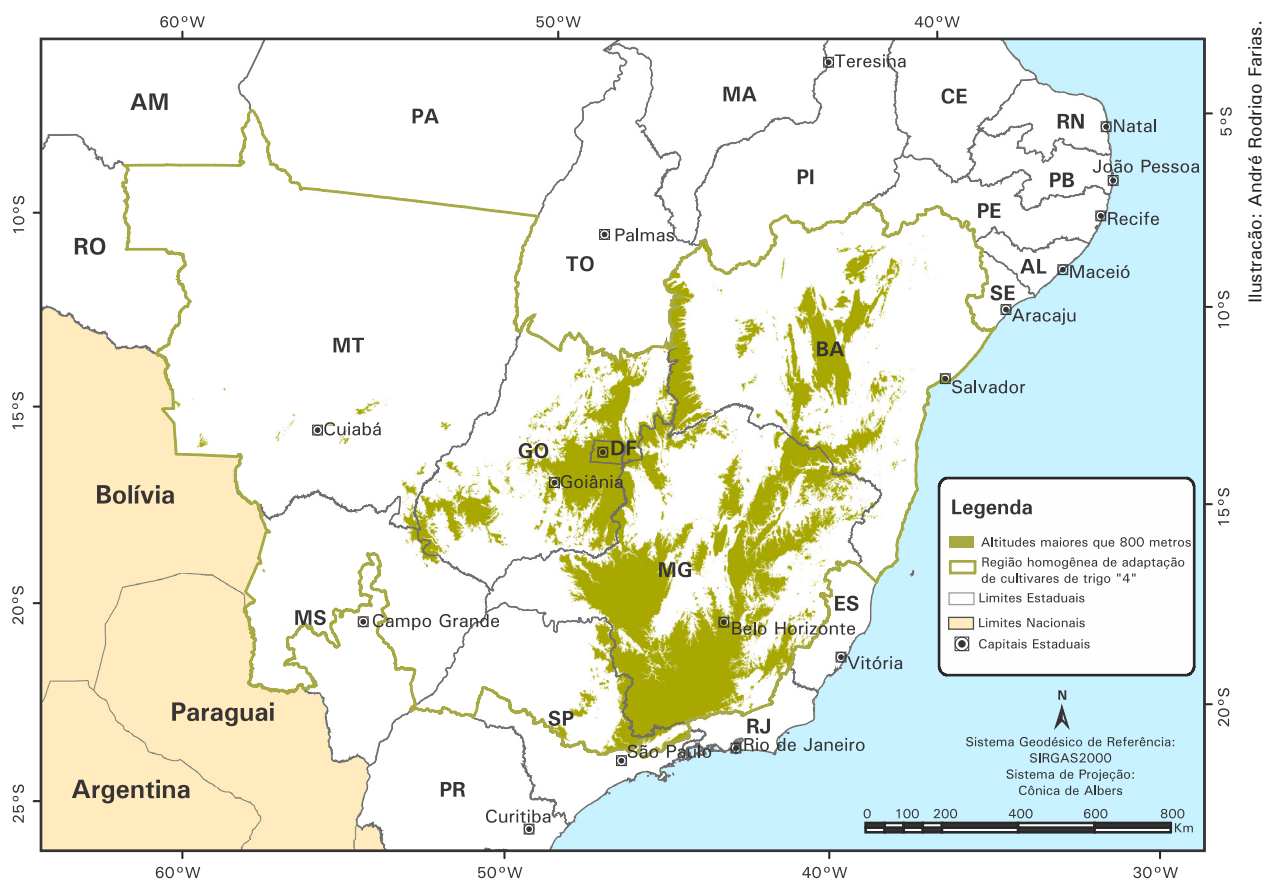 60°W
50°W
40°W
Ilustracão: André Rodrigo Farias.
Teresina
AM
PA
MA
CE
RN
Natal
5°S
João Pessoa
PI
PB
PE
Recife
10°S
RO
Palmas
TO
AL
Maceió
SE
Aracaju
10°S
MT
BA
Salvador
15°S
Cuiabá
GO
DF
Goiânia
Bolívia
15°S
Legenda
Altitudes maiores que 800 metros
Região homogênea de adaptação
de cultivares de trigo "4"
Limites Estaduais
Limites Nacionais
Capitais Estaduais
MG
20°S
MS
Campo Grande
ES
Belo Horizonte
Vitória
Paraguai
SP
RJ
Rio de Janeiro
São Paulo
20°S
N
Sistema Geodésico de Referência:
SIRGAS2000
Sistema de Projeção:
Cônica de Albers
Argentina
PR
Curitiba
25°S
0 100 200 400 600 800
Km
60°W
50°W
40°W
30°W